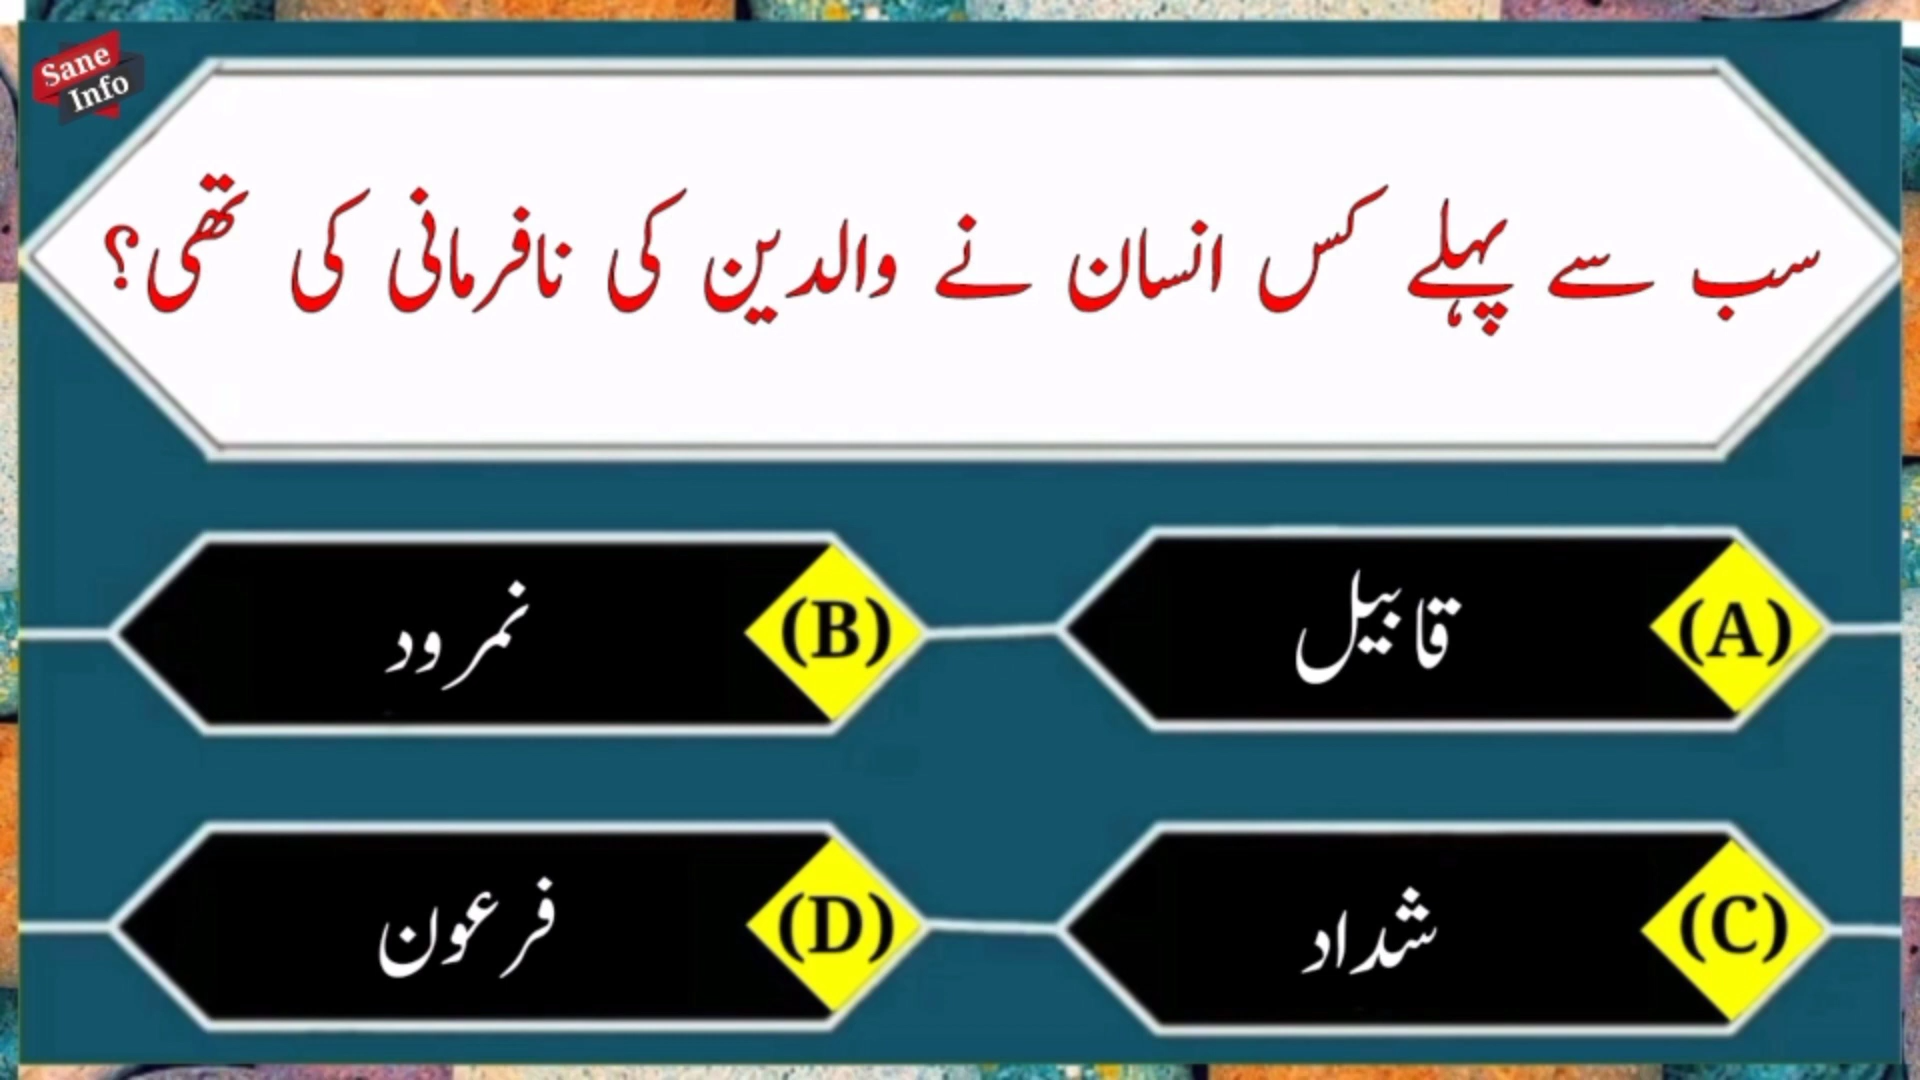 Sane
Info
سب سے پہلے کس انسان نے والدین کی نافرمانی کی تھی؟
(A) قابیل
(B) نمرود
(C) شداد
(D) فرعون